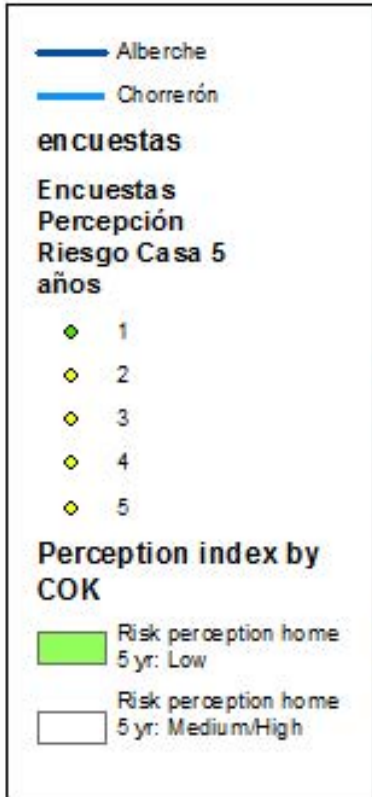 Alberche
Chorrerón
encuestas
Encuestas
Percepción
Riesgo Casa 5
años
1
2
3
4
5
Perception index by
COK
Risk perception home
5 yr: Low
Risk perception home
5 yr: Medium/High